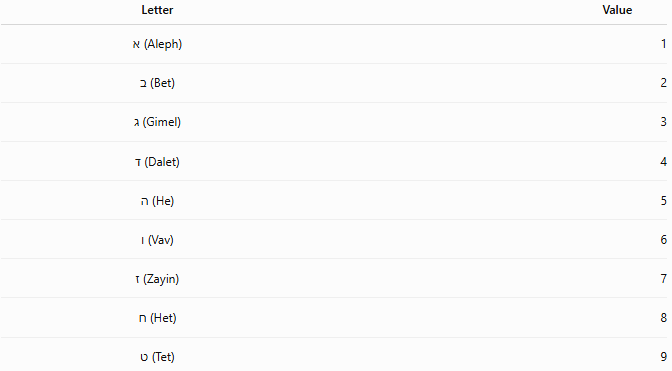 Letter Value
א (Aleph) 1
ב (Bet) 2
ג (Gimel) 3
ד (Dalet) 4
ה (He) 5
ו (Vav) 6
ז (Zayin) 7
ח (Het) 8
ט (Tet) 9